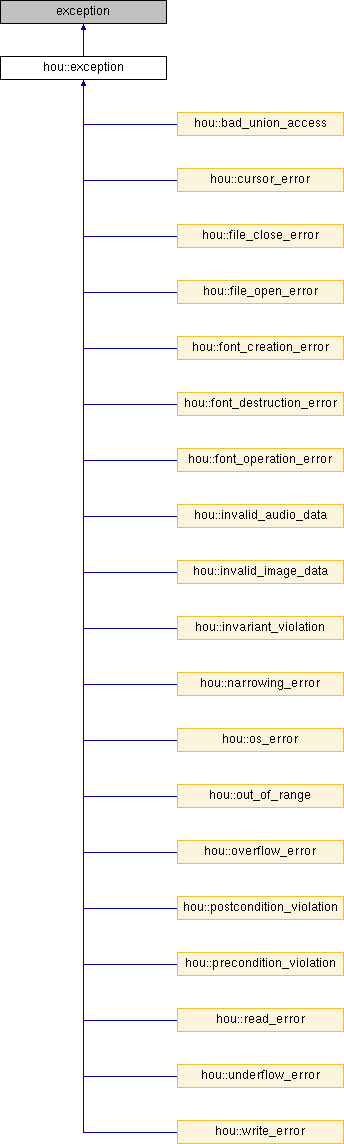 exception
hou::exception
hou::bad_union_access
hou::cursor_error
hou::file_close_error
hou::file_open_error
hou::font_creation_error
hou::font_destruction_error
hou::font_operation_error
hou::invalid_audio_data
hou::invalid_image_data
hou::invariant_violation
hou::narrowing_error
hou::os_error
hou::out_of_range
hou::overflow_error
hou::postcondition_violation
hou::precondition_violation
hou::read_error
hou::underflow_error
hou::write_error